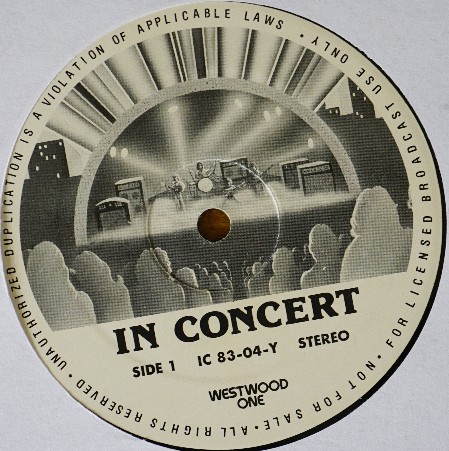 UNAUTHORIZED DUPLICATION IS A VIOLATION OF APPLICABLE LAWS • FOR LICENSED BROADCAST USE ONLY • NOT FOR SALE • ALL RIGHTS RESERVED •
IN CONCERT
SIDE 1 IC 83-04-Y STEREO
WESTWOOD
ONE